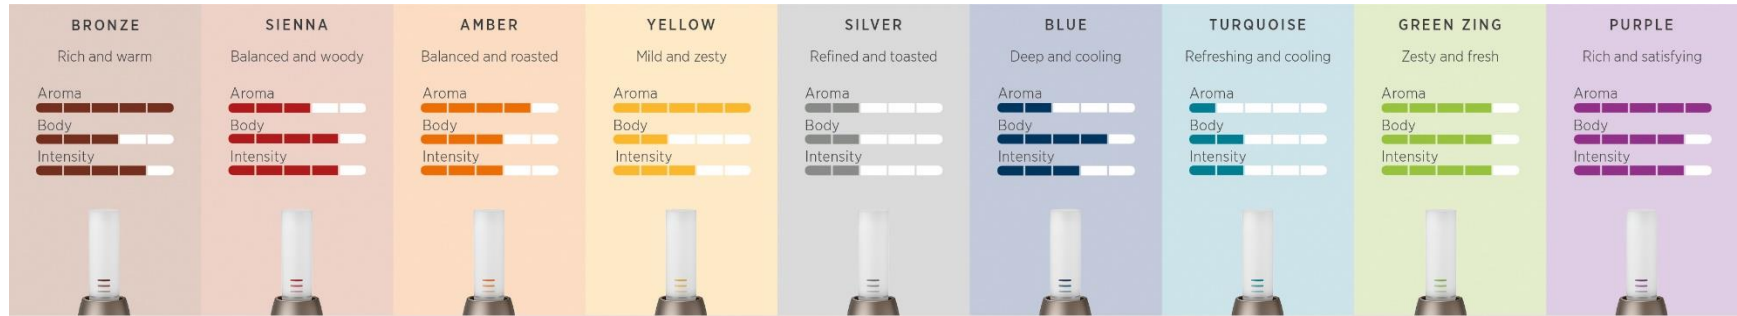 BRONZE
Rich and warm
Aroma
Body
Intensity
SIENNA
Balanced and woody
Aroma
Body
Intensity
AMBER
Balanced and roasted
Aroma
Body
Intensity
YELLOW
Mild and zesty
Aroma
Body
Intensity
SILVER
Refined and toasted
Aroma
Body
Intensity
BLUE
Deep and cooling
Aroma
Body
Intensity
TURQUOISE
Refreshing and cooling
Aroma
Body
Intensity
GREEN ZING
Zesty and fresh
Aroma
Body
Intensity
PURPLE
Rich and satisfying
Aroma
Body
Intensity